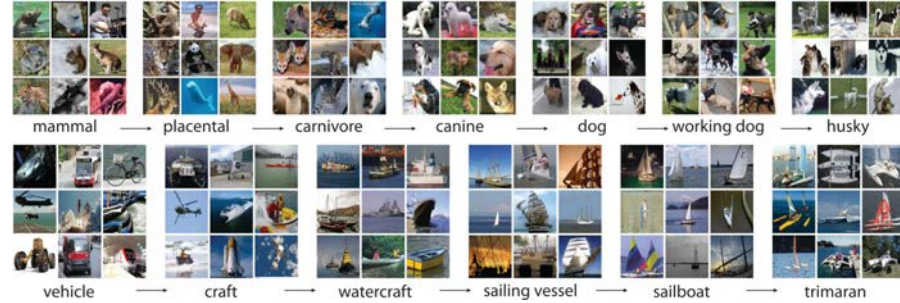 mammal placental carnivore canine dog working dog husky
vehicle craft watercraft sailing vessel sailboat trimaran